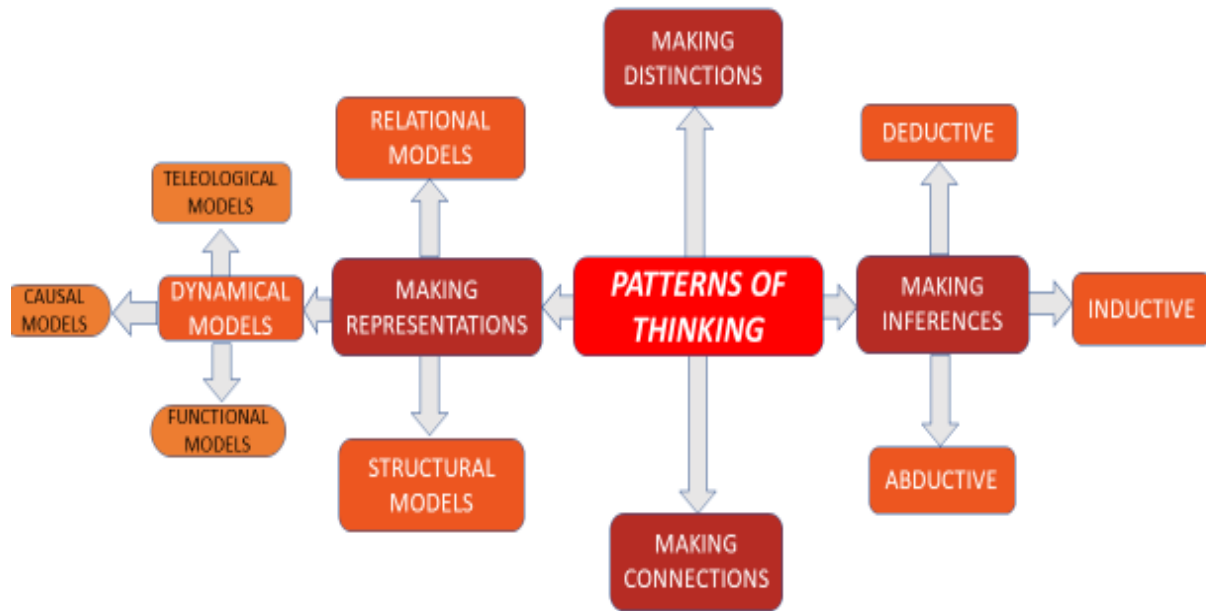 MAKING
DISTINCTIONS
RELATIONAL
MODELS
DEDUCTIVE
TELEOLOGICAL
MODELS
CAUSAL
MODELS
DYNAMICAL
MODELS
MAKING
REPRESENTATIONS
PATTERNS OF
THINKING
MAKING
INFERENCES
INDUCTIVE
FUNCTIONAL
MODELS
STRUCTURAL
MODELS
ABDUCTIVE
MAKING
CONNECTIONS